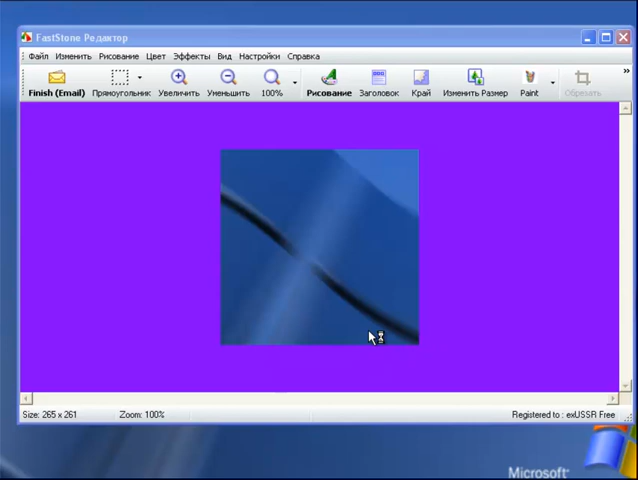 FastStone Редактор
Файл Изменить Рисование Цвет Эффекты Вид Настройки Справка
Finish (Email) Прямоугольник Увеличить Уменьшить 100% Рисование Заголовок Край Изменить Размер Paint Обрезать
Size: 265 x 261 Zoom: 100% Registered to : exUSSR Free
Microsoft